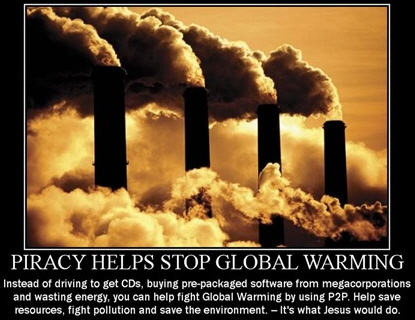 PIRACY HELPS STOP GLOBAL WARMING
Instead of driving to get CDs, buying pre-packaged software from megacorporations
and wasting energy, you can help fight Global Warming by using P2P. Help save
resources, fight pollution and save the environment. – It's what Jesus would do.